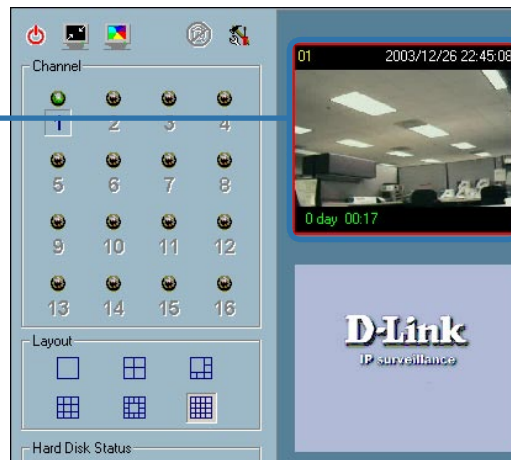 Channel
1 2 3 4
5 6 7 8
9 10 11 12
13 14 15 16
Layout
Hard Disk Status
01 2003/12/26 22:45:08
0 day 00:17
D-Link
IP surveillance